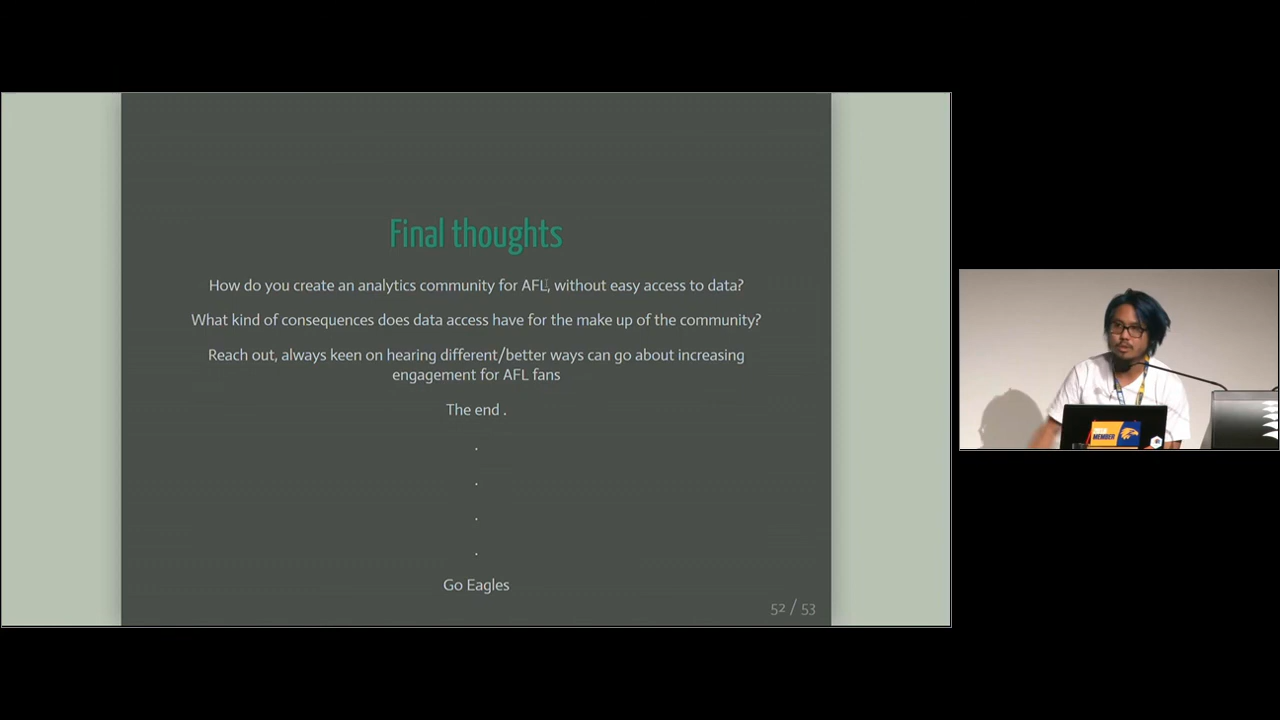 Final thoughts
How do you create an analytics community for AFL, without easy access to data?
What kind of consequences does data access have for the make up of the community?
Reach out, always keen on hearing different/better ways can go about increasing
engagement for AFL fans
The end .
.
.
.
.
Go Eagles
52 / 53
MEMBER